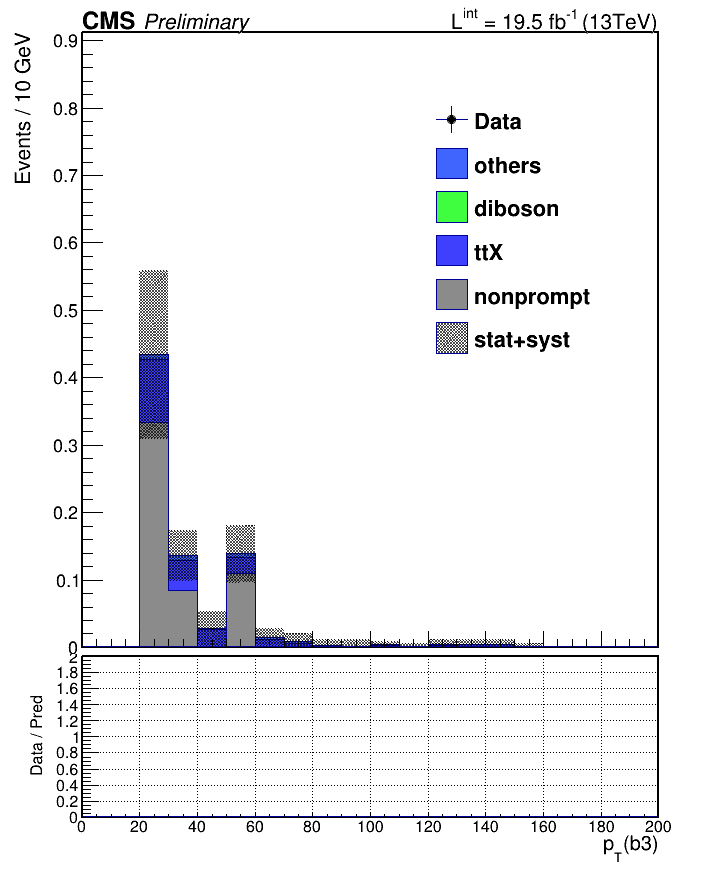 CMS Preliminary
L^int = 19.5 fb^-1 (13TeV)
Events / 10 GeV
0.9
0.8
0.7
0.6
0.5
0.4
0.3
0.2
0.1
0
Data
others
diboson
ttX
nonprompt
stat+syst
Data / Pred
2
1.8
1.6
1.4
1.2
1
0.8
0.6
0.4
0.2
0
0 20 40 60 80 100 120 140 160 180 200
p_T(b3)